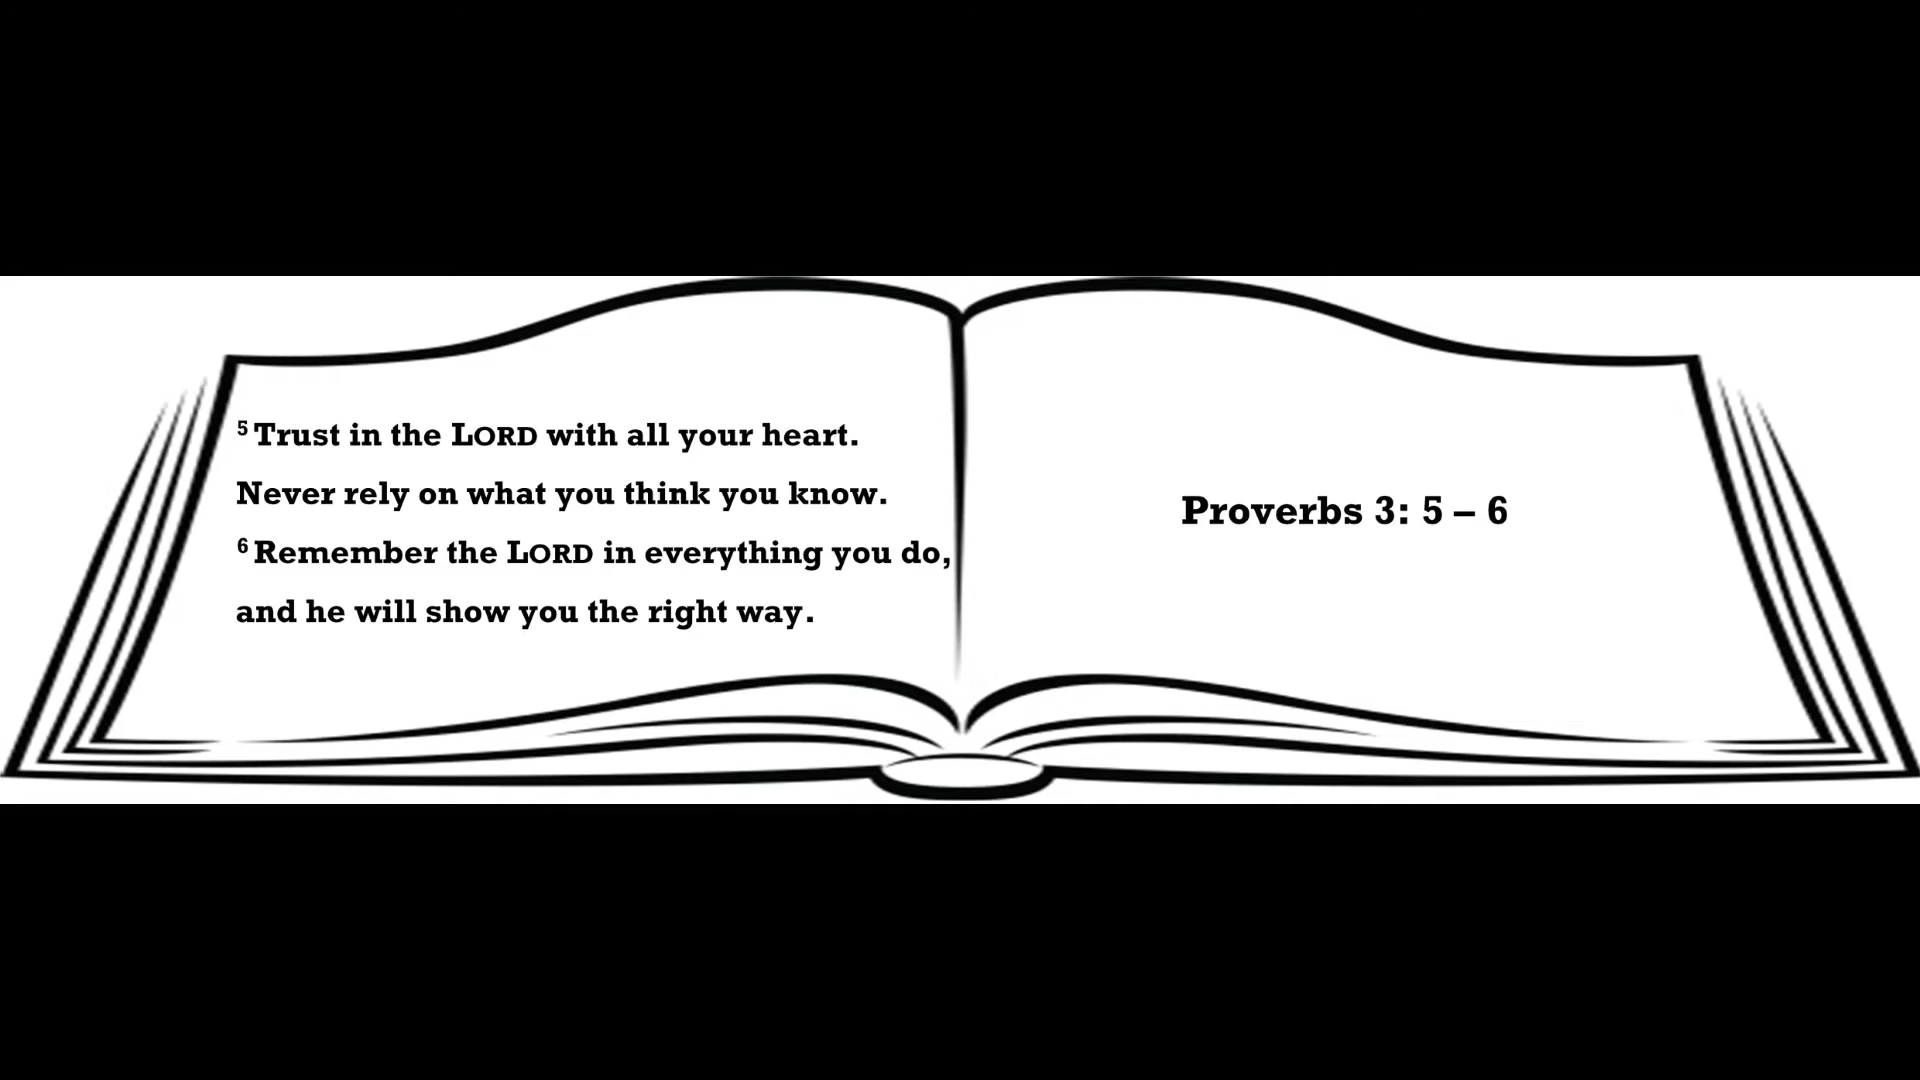 ⁵ Trust in the LORD with all your heart.
Never rely on what you think you know.
⁶ Remember the LORD in everything you do,
and he will show you the right way.
Proverbs 3: 5 – 6